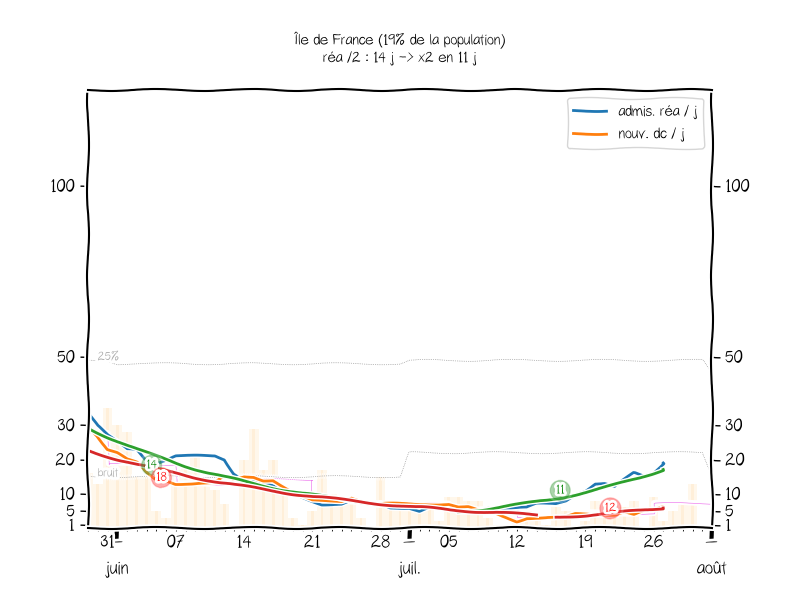 Île de France (19% de la population)
réa /2 : 14 j -> x2 en 11 j
admis. réa / j
nouv. dc / j
100 100
50 50
25%
30 30
20 20
bruit
14
18
11
12
10 10
5 5
1 1
31 07 14 21 28 05 12 19 26
juin juil. août